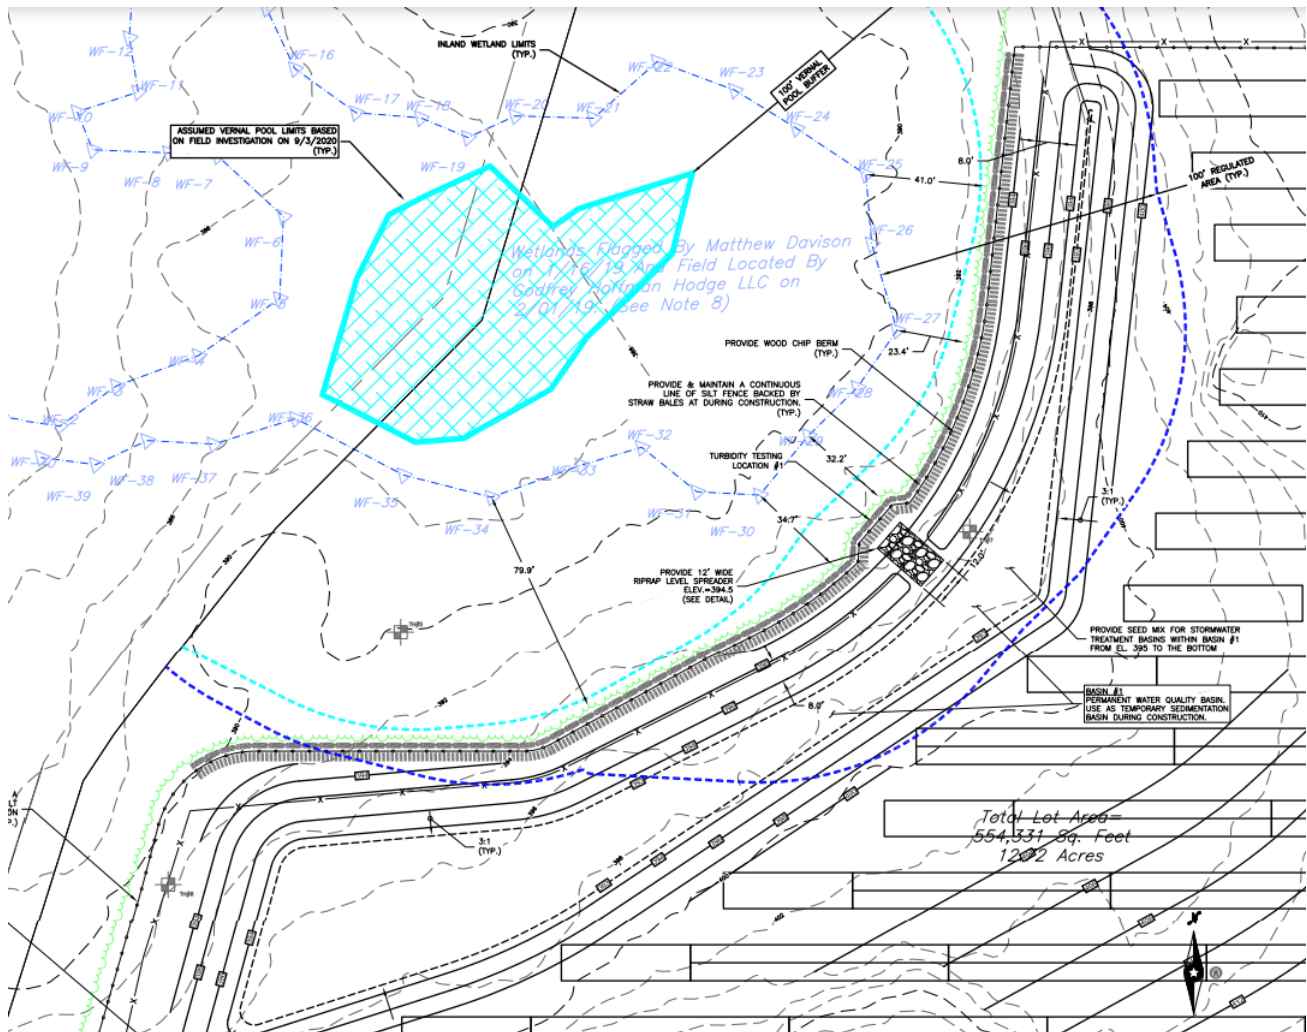 INLAND WETLAND LIMITS
(TYP.)
100' VERNAL
POOL BUFFER
WF-12
WF-16
WF-22
WF-23
WF-11
WF-17
WF-18
WF-20
WF-21
WF-24
WF-10
ASSUMED VERNAL POOL LIMITS BASED
ON FIELD INVESTIGATION ON 9/3/2020
(TYP.)
WF-9
WF-8
WF-7
WF-19
WF-25
8.0'
41.0'
100' REGULATED
AREA (TYP.)
WF-6
WF-26
Wetlands Flagged By Matthew Davison
on 1/16/19 And Field Located By
Godfrey Hoffman Hodge LLC on
2/01/19. (See Note 8)
WF-5
WF-27
PROVIDE WOOD CHIP BERM
(TYP.)
23.4'
WF-4
WF-3
WF-28
PROVIDE & MAINTAIN A CONTINUOUS
LINE OF SILT FENCE BACKED BY
STRAW BALES AT DURING CONSTRUCTION.
(TYP.)
WF-2
WF-36
WF-32
WF-29
TURBIDITY TESTING
LOCATION #1
32.2'
WF-40
WF-39
WF-38
WF-37
WF-35
WF-33
WF-31
WF-34
WF-30
34.7'
3:1
(TYP.)
79.9'
PROVIDE 12" WIDE
RIPRAP LEVEL SPREADER
ELEV.=394.5
(SEE DETAIL)
12.0'
PROVIDE SEED MIX FOR STORMWATER
TREATMENT BASINS WITHIN BASIN #1
FROM EL. 395 TO THE BOTTOM
BASIN #1
PERMANENT WATER QUALITY BASIN.
USE AS TEMPORARY SEDIMENTATION
BASIN DURING CONSTRUCTION.
8.0'
3:1
(TYP.)
Total Lot Area=
554,331 Sq. Feet
Acres
N